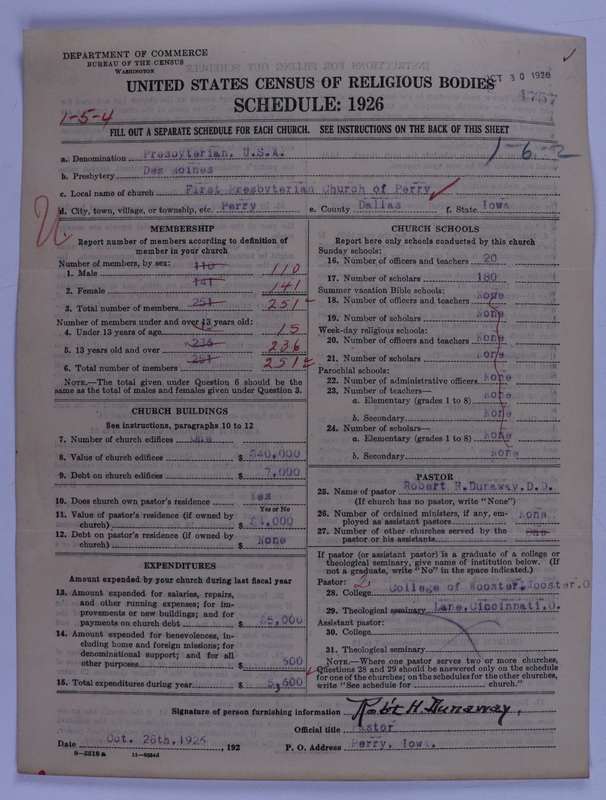 DEPARTMENT OF COMMERCE
BUREAU OF THE CENSUS
WASHINGTON
OCT 30 1926
4757
UNITED STATES CENSUS OF RELIGIOUS BODIES
SCHEDULE: 1926
1-5-4
FILL OUT A SEPARATE SCHEDULE FOR EACH CHURCH. SEE INSTRUCTIONS ON THE BACK OF THIS SHEET
1-6-2
a. Denomination Presbyterian, U.S.A.
b. Presbytery Des Moines
c. Local name of church First Presbyterian Church of Perry
d. City, town, village, or township, etc. Perry e. County Dallas f. State Iowa
MEMBERSHIP
Report number of members according to definition of
member in your church
Number of members, by sex:
1. Male 110 110
2. Female 141 141
3. Total number of members 251 251
Number of members under and over 13 years old:
4. Under 13 years of age 15
5. 13 years old and over 236 236
6. Total number of members 251 251
NOTE.—The total given under Question 6 should be the
same as the total of males and females given under Question 3.
CHURCH BUILDINGS
See instructions, paragraphs 10 to 12
7. Number of church edifices One
8. Value of church edifices $ $40,000
9. Debt on church edifices $ 7,000
10. Does church own pastor's residence Yes
Yes or No
11. Value of pastor's residence (if owned by
church) $ $4,000
12. Debt on pastor's residence (if owned by
church) $ None
EXPENDITURES
Amount expended by your church during last fiscal year
13. Amount expended for salaries, repairs,
and other running expenses; for im-
provements or new buildings; and for
payments on church debt $ $5,000
14. Amount expended for benevolences, in-
cluding home and foreign missions; for
denominational support; and for all
other purposes $ 600
15. Total expenditures during year $ 5,600
CHURCH SCHOOLS
Report here only schools conducted by this church
Sunday schools:
16. Number of officers and teachers 20
17. Number of scholars 180
Summer vacation Bible schools:
18. Number of officers and teachers None
19. Number of scholars None
Week-day religious schools:
20. Number of officers and teachers None
21. Number of scholars None
Parochial schools:
22. Number of administrative officers None
23. Number of teachers—
a. Elementary (grades 1 to 8) None
b. Secondary None
24. Number of scholars—
a. Elementary (grades 1 to 8) None
b. Secondary None
PASTOR
25. Name of pastor Robert H. Dunaway, D.D.
(If church has no pastor, write "None")
26. Number of ordained ministers, if any, em-
ployed as assistant pastors None
27. Number of other churches served by the
pastor or his assistants
If pastor (or assistant pastor) is a graduate of a college or
theological seminary, give name of institution below. (If
not a graduate, write "No" in the space indicated.)
Pastor: 2
28. College College of Wooster, Wooster, O
29. Theological seminary Lane, Cincinnati, O.
Assistant pastor:
30. College
31. Theological seminary
NOTE.—Where one pastor serves two or more churches,
Questions 28 and 29 should be answered only on the schedule
for one of the churches; on the schedules for the other churches,
write "See schedule for church."
Signature of person furnishing information Robt H. Dunaway.
Official title Pastor
Date Oct. 28th, 1926 , 192 P. O. Address Perry, Iowa.
8—5518 a 11—40544